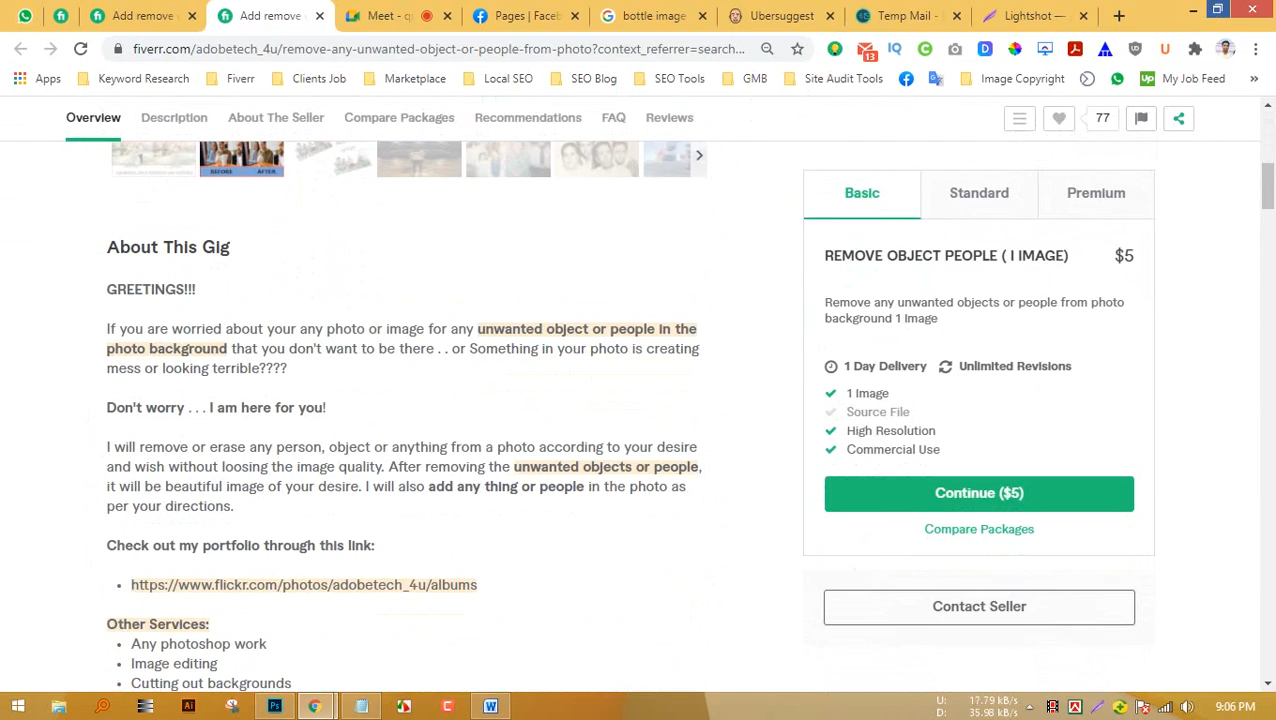 Add remove
Add remove
Meet - q
Pages | Faceb
bottle image
Ubersuggest
Temp Mail -
Lightshot —
fiverr.com/adobetech_4u/remove-any-unwanted-object-or-people-from-photo?context_referrer=search...
13
Apps
Keyword Research
Fiverr
Clients Job
Marketplace
Local SEO
SEO Blog
SEO Tools
GMB
Site Audit Tools
Image Copyright
My Job Feed
Overview
Description
About The Seller
Compare Packages
Recommendations
FAQ
Reviews
77
BEFORE
AFTER
Basic
Standard
Premium
About This Gig
REMOVE OBJECT PEOPLE ( I IMAGE)
$5
GREETINGS!!!
Remove any unwanted objects or people from photo
background 1 Image
If you are worried about your any photo or image for any unwanted object or people in the
photo background that you don't want to be there . . or Something in your photo is creating
mess or looking terrible????
1 Day Delivery
Unlimited Revisions
1 Image
Source File
High Resolution
Commercial Use
Don't worry . . . I am here for you!
I will remove or erase any person, object or anything from a photo according to your desire
and wish without loosing the image quality. After removing the unwanted objects or people,
it will be beautiful image of your desire. I will also add any thing or people in the photo as
per your directions.
Continue ($5)
Compare Packages
Check out my portfolio through this link:
https://www.flickr.com/photos/adobetech_4u/albums
Contact Seller
Other Services:
Any photoshop work
Image editing
Cutting out backgrounds
U: 17.79 kB/s
D: 35.98 kB/s
9:06 PM